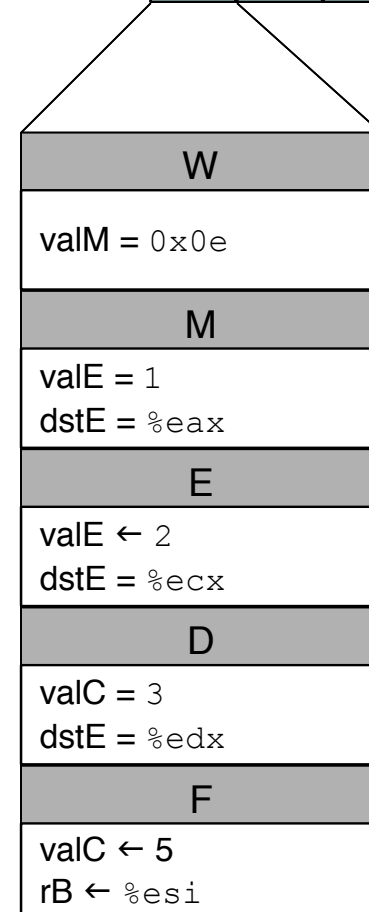 W
valM = 0x0e
M
valE = 1
dstE = %eax
E
valE ← 2
dstE = %ecx
D
valC = 3
dstE = %edx
F
valC ← 5
rB ← %esi